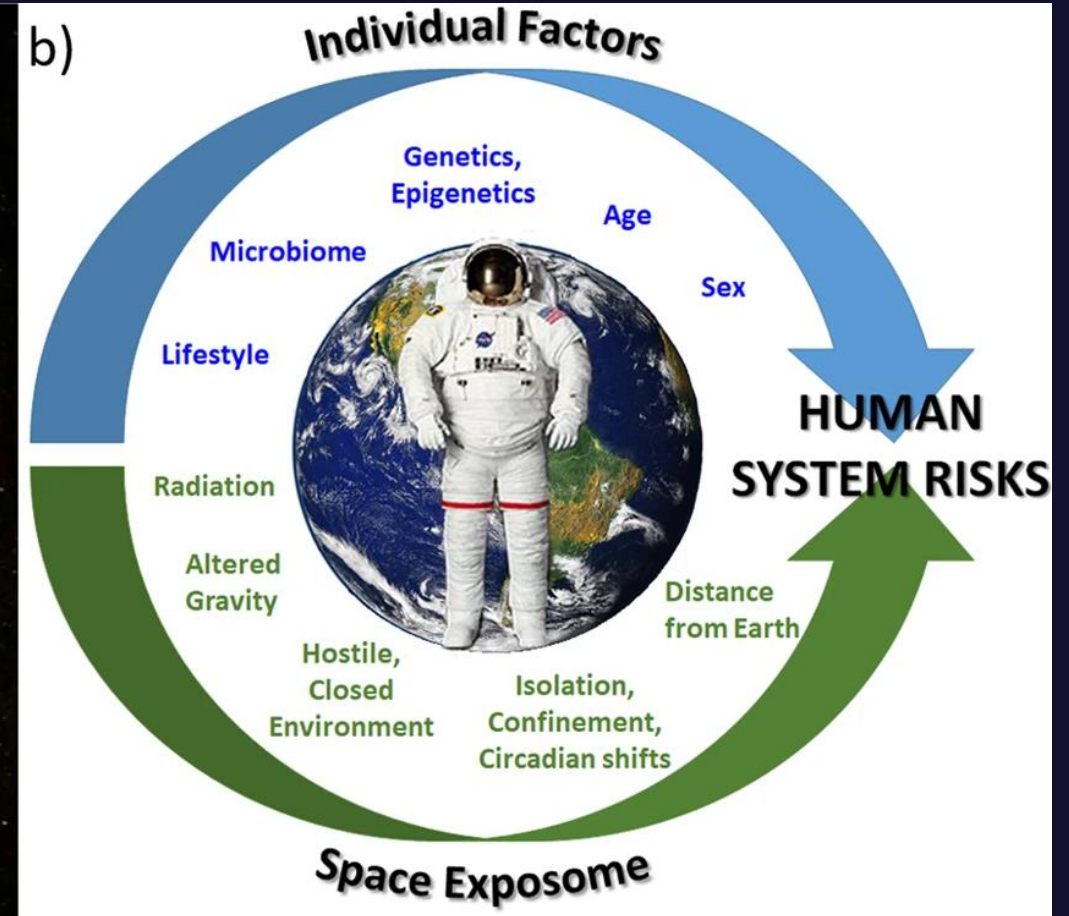 b)
Individual Factors
Genetics,
Epigenetics
Age
Microbiome
Sex
Lifestyle
HUMAN
SYSTEM RISKS
Radiation
Altered
Gravity
Distance
from Earth
Hostile,
Closed
Environment
Isolation,
Confinement,
Circadian shifts
Space Exposome